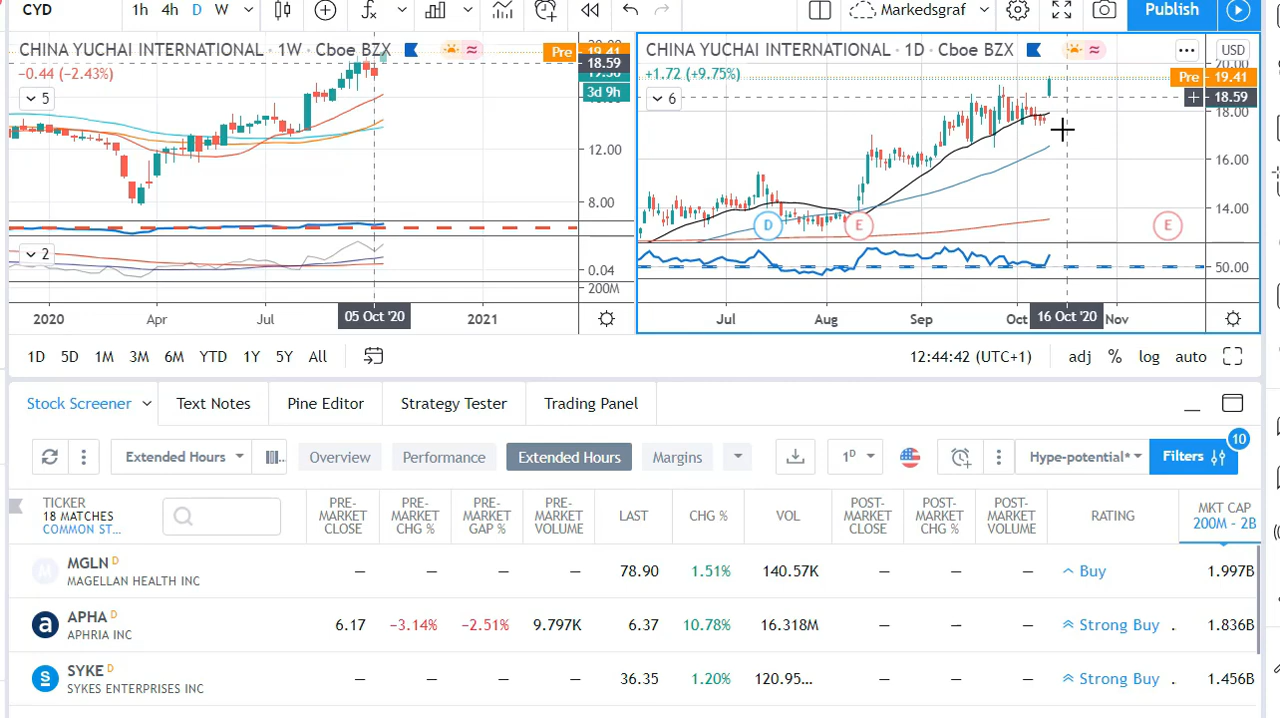 CYD 1h 4h D W Markedsgraf Publish
CHINA YUCHAI INTERNATIONAL · 1W · Cboe BZX
−0.44 (−2.43%)
5
Pre 19.41
18.59
3d 9h
12.00
8.00
2
0.04
200M
2020 Apr Jul 05 Oct '20 2021
CHINA YUCHAI INTERNATIONAL · 1D · Cboe BZX
USD
+1.72 (+9.75%)
6
20.00
Pre 19.41
18.59
18.00
16.00
14.00
D E E
50.00
Jul Aug Sep Oct 16 Oct '20 Nov
1D 5D 1M 3M 6M YTD 1Y 5Y All
12:44:42 (UTC+1) adj % log auto
Stock Screener Text Notes Pine Editor Strategy Tester Trading Panel
Extended Hours Overview Performance Extended Hours Margins 1D Hype-potential* Filters 10
TICKER
18 MATCHES
COMMON ST...
PRE-MARKET CLOSE
PRE-MARKET CHG %
PRE-MARKET GAP %
PRE-MARKET VOLUME
LAST
CHG %
VOL
POST-MARKET CLOSE
POST-MARKET CHG %
POST-MARKET VOLUME
RATING
MKT CAP
200M - 2B
MGLN D — — — — 78.90 1.51% 140.57K — — — Buy 1.997B
MAGELLAN HEALTH INC
APHA D 6.17 −3.14% −2.51% 9.797K 6.37 10.78% 16.318M — — — Strong Buy 1.836B
APHRIA INC
SYKE D — — — — 36.35 1.20% 120.95... — — — Strong Buy 1.456B
SYKES ENTERPRISES INC